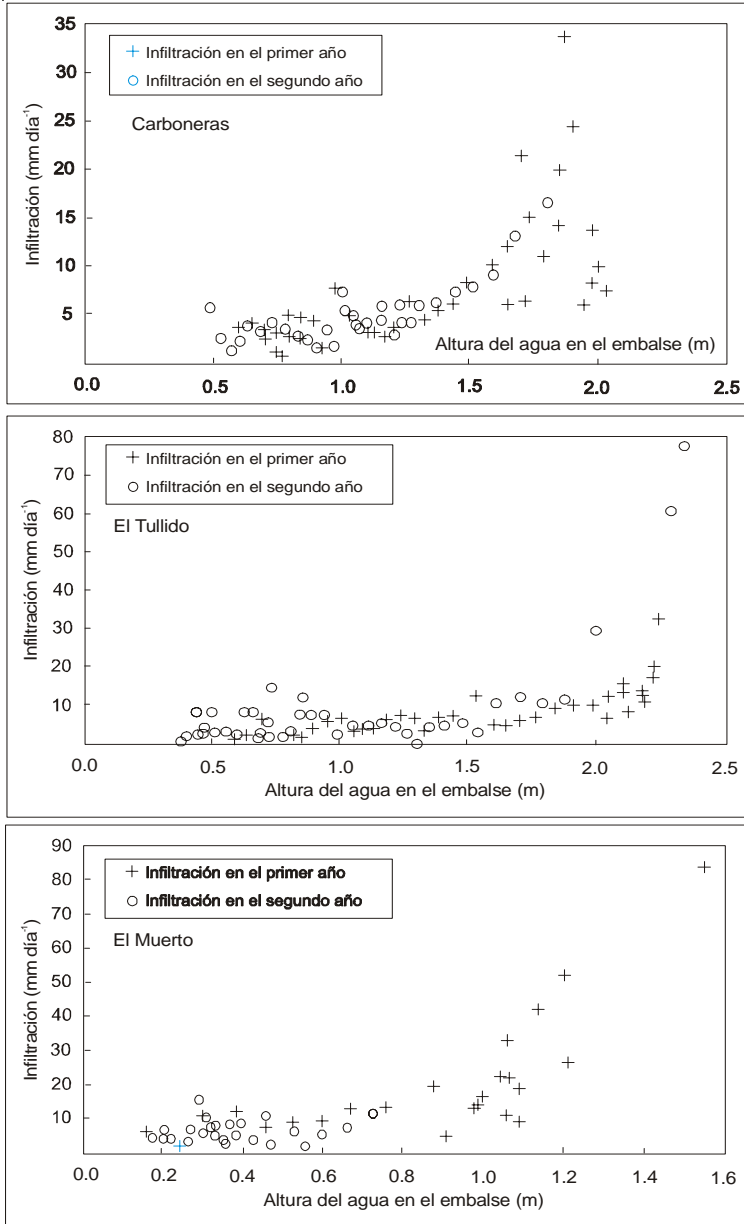 35
30
25
20
15
10
5
Infiltración (mm día⁻¹)
+ Infiltración en el primer año
○ Infiltración en el segundo año
Carboneras
Altura del agua en el embalse (m)
0.0 0.5 1.0 1.5 2.0 2.5
80
70
60
50
40
30
20
10
Infiltración (mm día⁻¹)
+ Infiltración en el primer año
○ Infiltración en el segundo año
El Tullido
0.0 0.5 1.0 1.5 2.0 2.5
Altura del agua en el embalse (m)
90
80
70
60
50
40
30
20
10
Infiltración (mm día⁻¹)
+ Infiltración en el primer año
○ Infiltración en el segundo año
El Muerto
0.0 0.2 0.4 0.6 0.8 1.0 1.2 1.4 1.6
Altura del agua en el embalse (m)